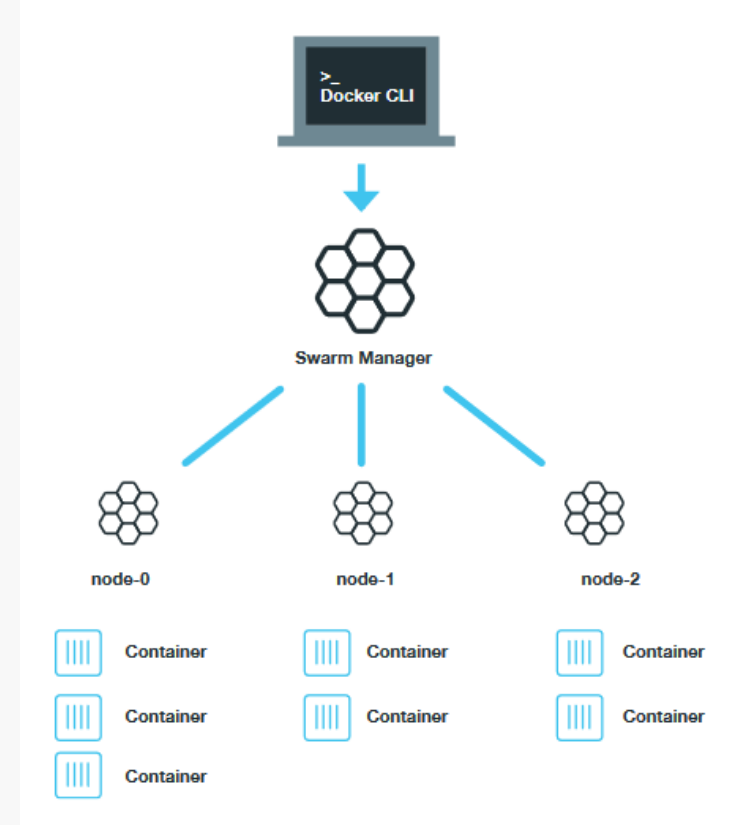 >_
Docker CLI
Swarm Manager
node-0
node-1
node-2
Container
Container
Container
Container
Container
Container
Container